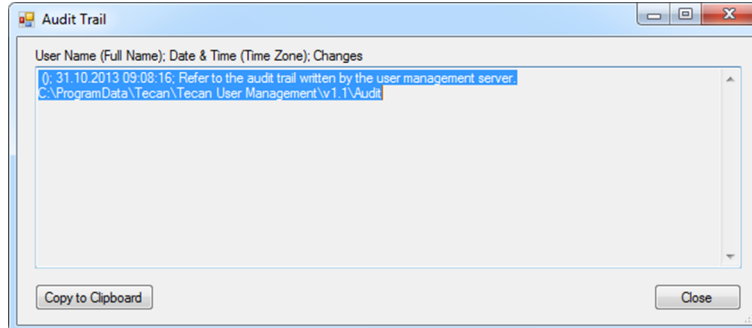 Audit Trail
User Name (Full Name); Date & Time (Time Zone); Changes
(): 31.10.2013 09:08:16; Refer to the audit trail written by the user management server.
C:\ProgramData\Tecan\Tecan User Management\v1.1\Audit
Copy to Clipboard
Close